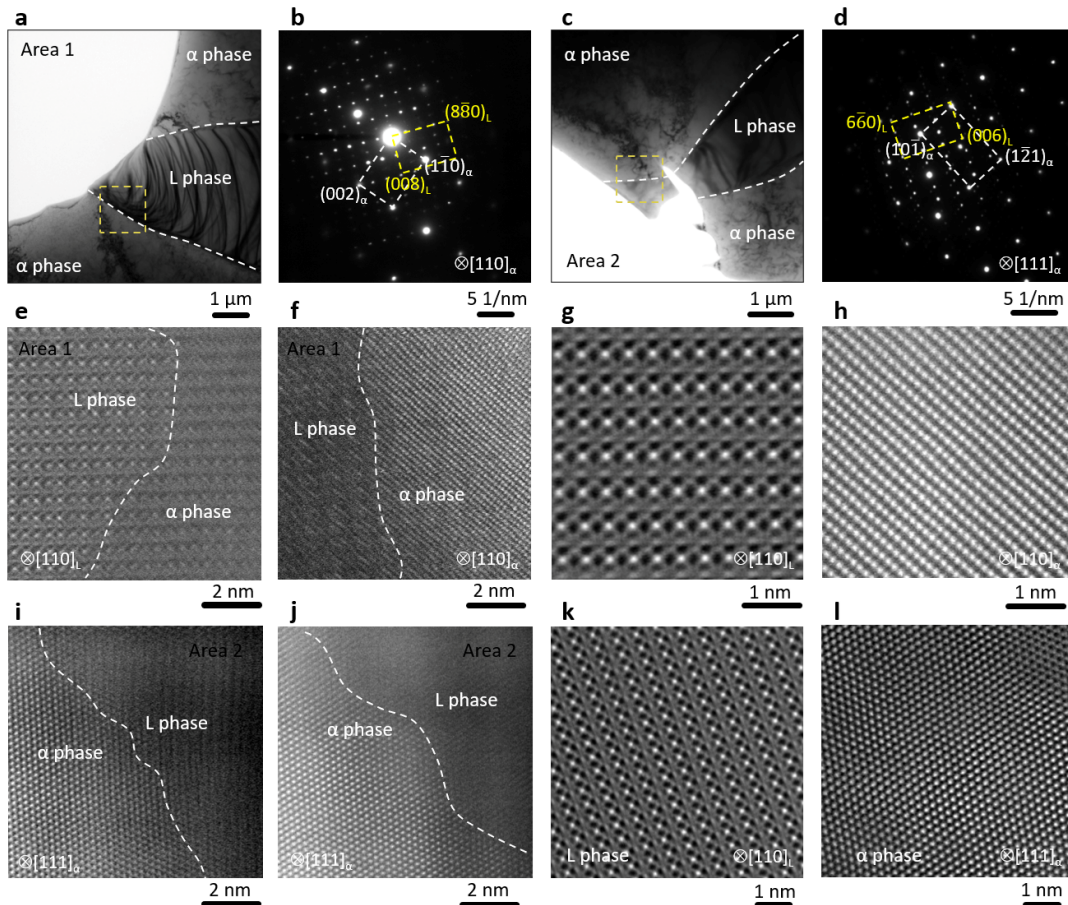 a
b
c
d
Area 1
α phase
L phase
α phase
(88̄0)L
(11̄0)α
(002)α
(008)L
⊗[110]α
α phase
L phase
α phase
Area 2
66̄0)L
(101̄)α
(006)L
(12̄1)α
⊗[111]α
1 μm
5 1/nm
1 μm
5 1/nm
e
f
g
h
Area 1
L phase
α phase
⊗[110]L
Area 1
L phase
α phase
⊗[110]α
⊗[110]L
⊗[110]α
2 nm
2 nm
1 nm
1 nm
i
j
k
l
Area 2
L phase
α phase
⊗[111]α
Area 2
L phase
α phase
⊗[111]α
L phase
⊗[110]L
α phase
⊗[111]α
2 nm
2 nm
1 nm
1 nm